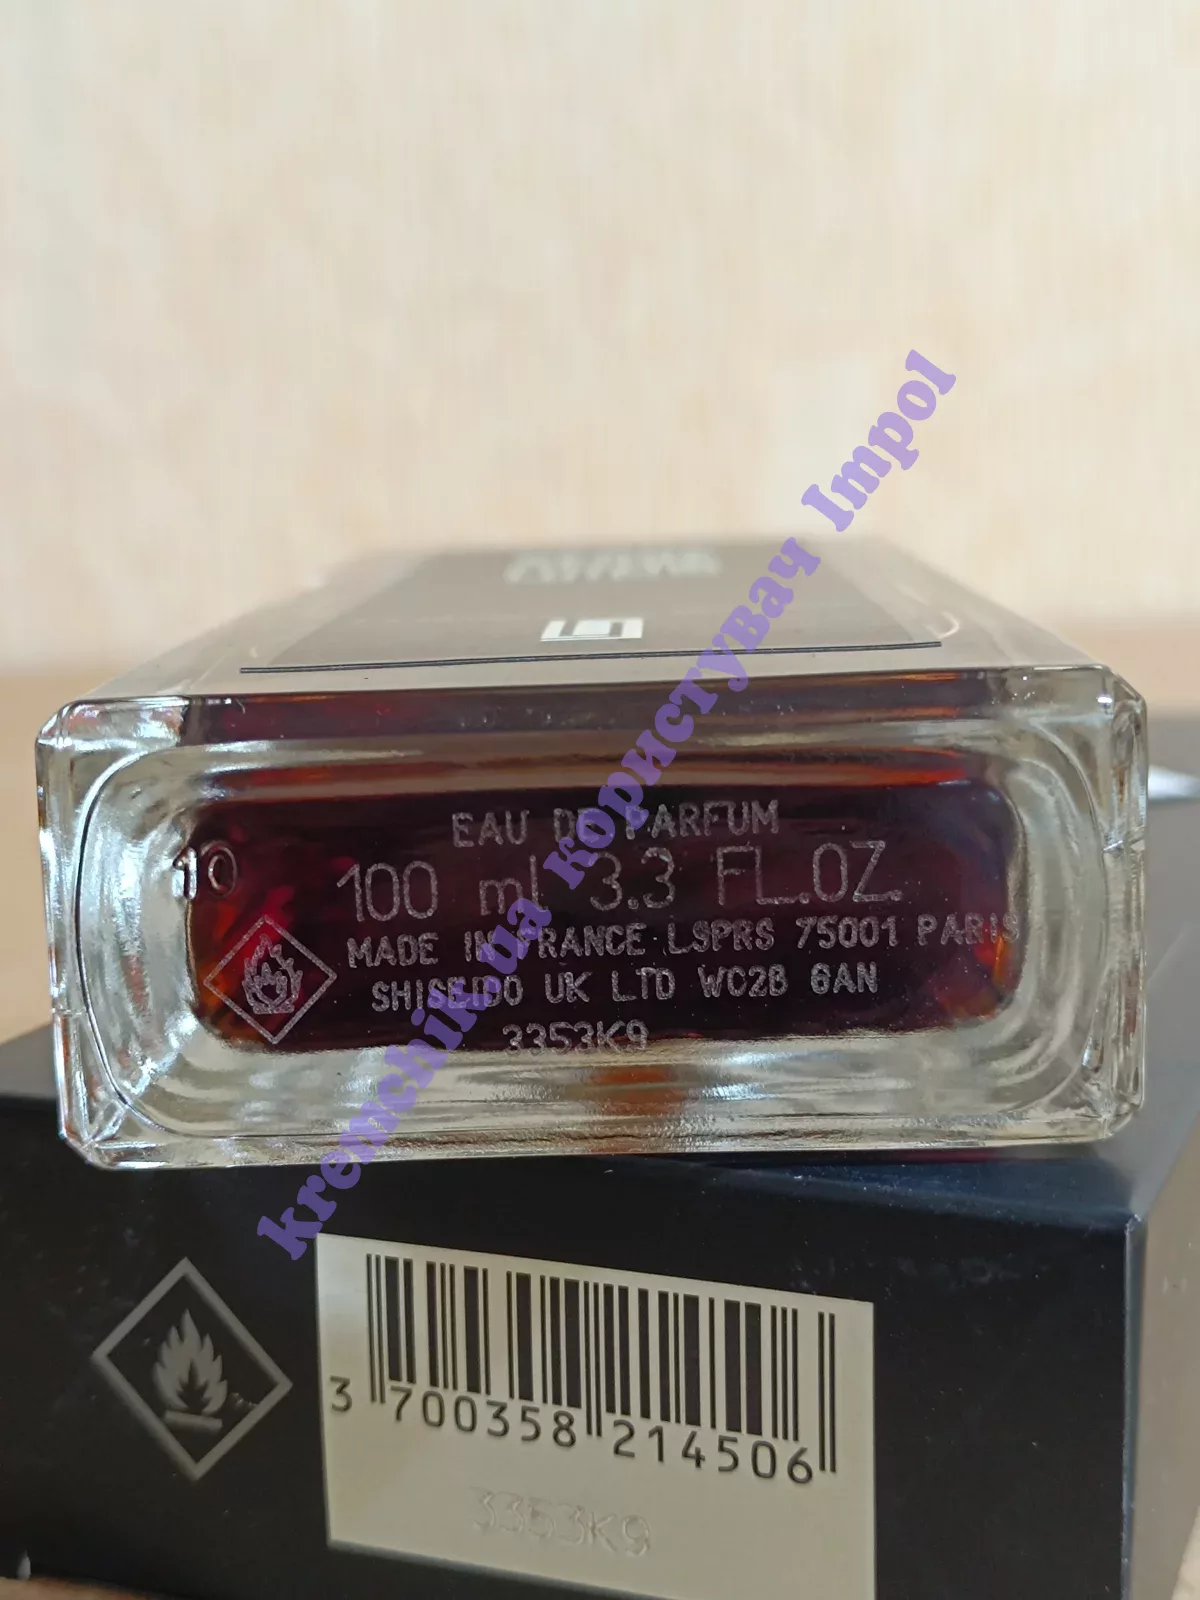 EAU DE PARFUM
10
100 ml 3.3 FL.OZ.
MADE IN FRANCE LSPRS 75001 PARIS
SHISEIDO UK LTD WC2B 6AN
3353K9
kremchik.ua користувач Impol
3 700358 214506
3353K9